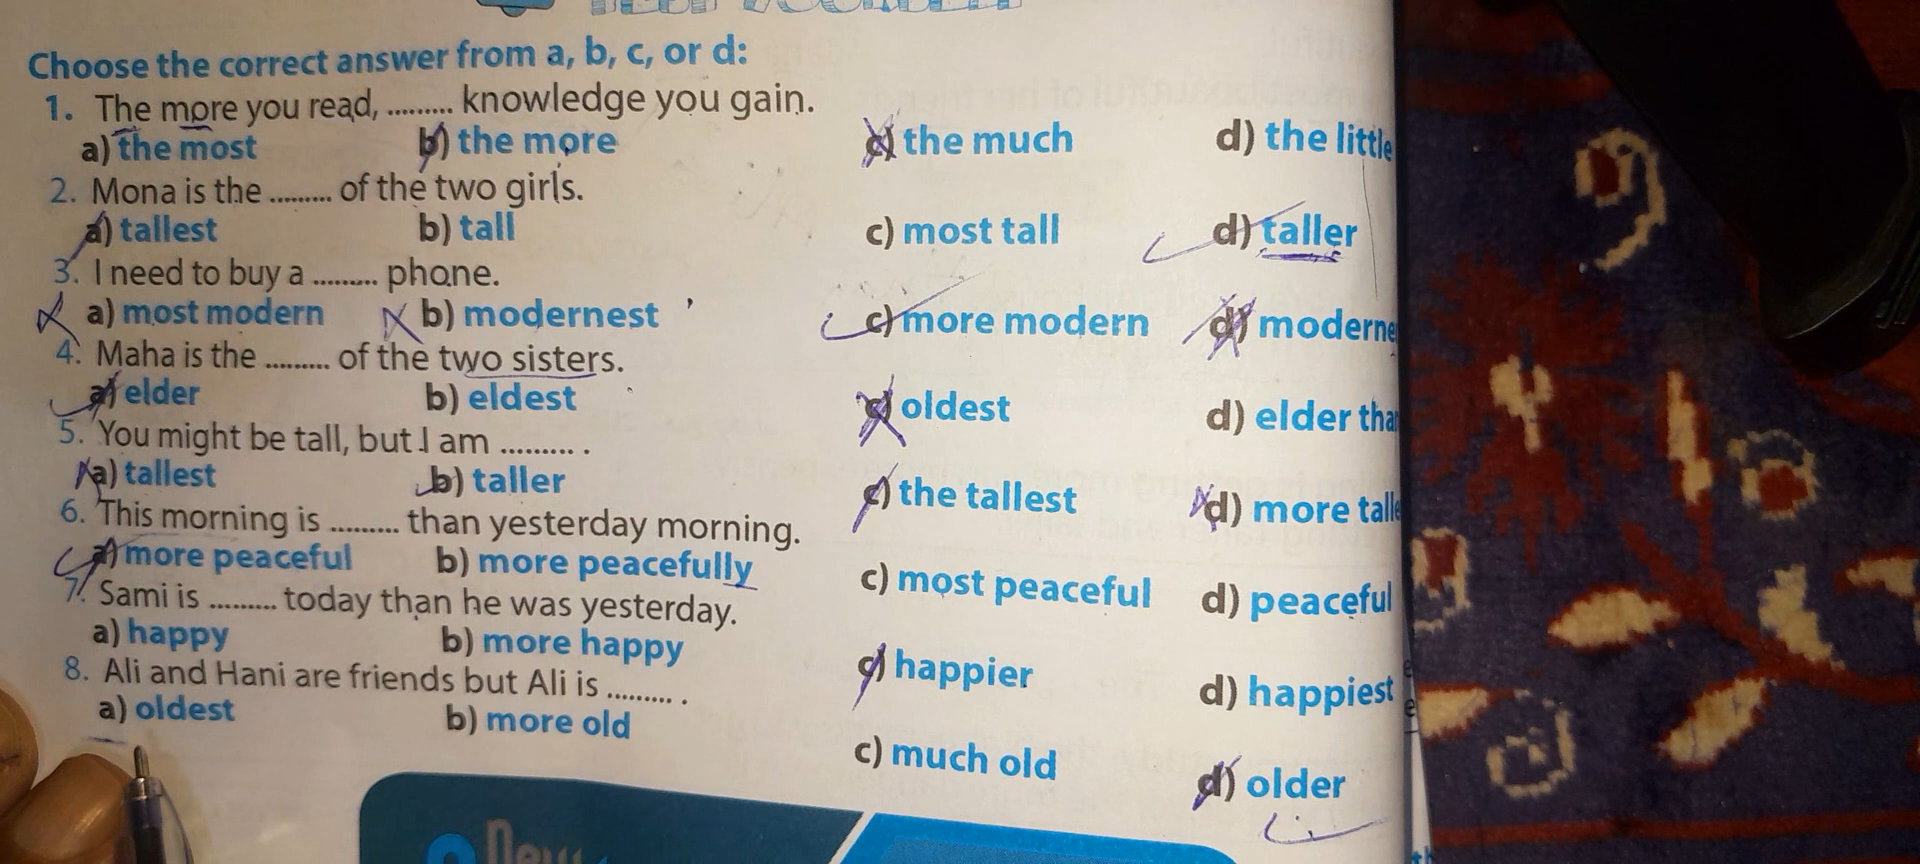 Choose the correct answer from a, b, c, or d:
1. The more you read, ......... knowledge you gain.
a) the most b) the more c) the much d) the little
2. Mona is the ......... of the two girls.
a) tallest b) tall c) most tall d) taller
3. I need to buy a ......... phone.
a) most modern b) modernest c) more modern d) moderne
4. Maha is the ......... of the two sisters.
a) elder b) eldest c) oldest d) elder than
5. You might be tall, but I am ......... .
a) tallest b) taller c) the tallest d) more talle
6. This morning is ......... than yesterday morning.
a) more peaceful b) more peacefully c) most peaceful d) peaceful
7. Sami is ......... today than he was yesterday.
a) happy b) more happy c) happier d) happiest
8. Ali and Hani are friends but Ali is ......... .
a) oldest b) more old c) much old d) older
New